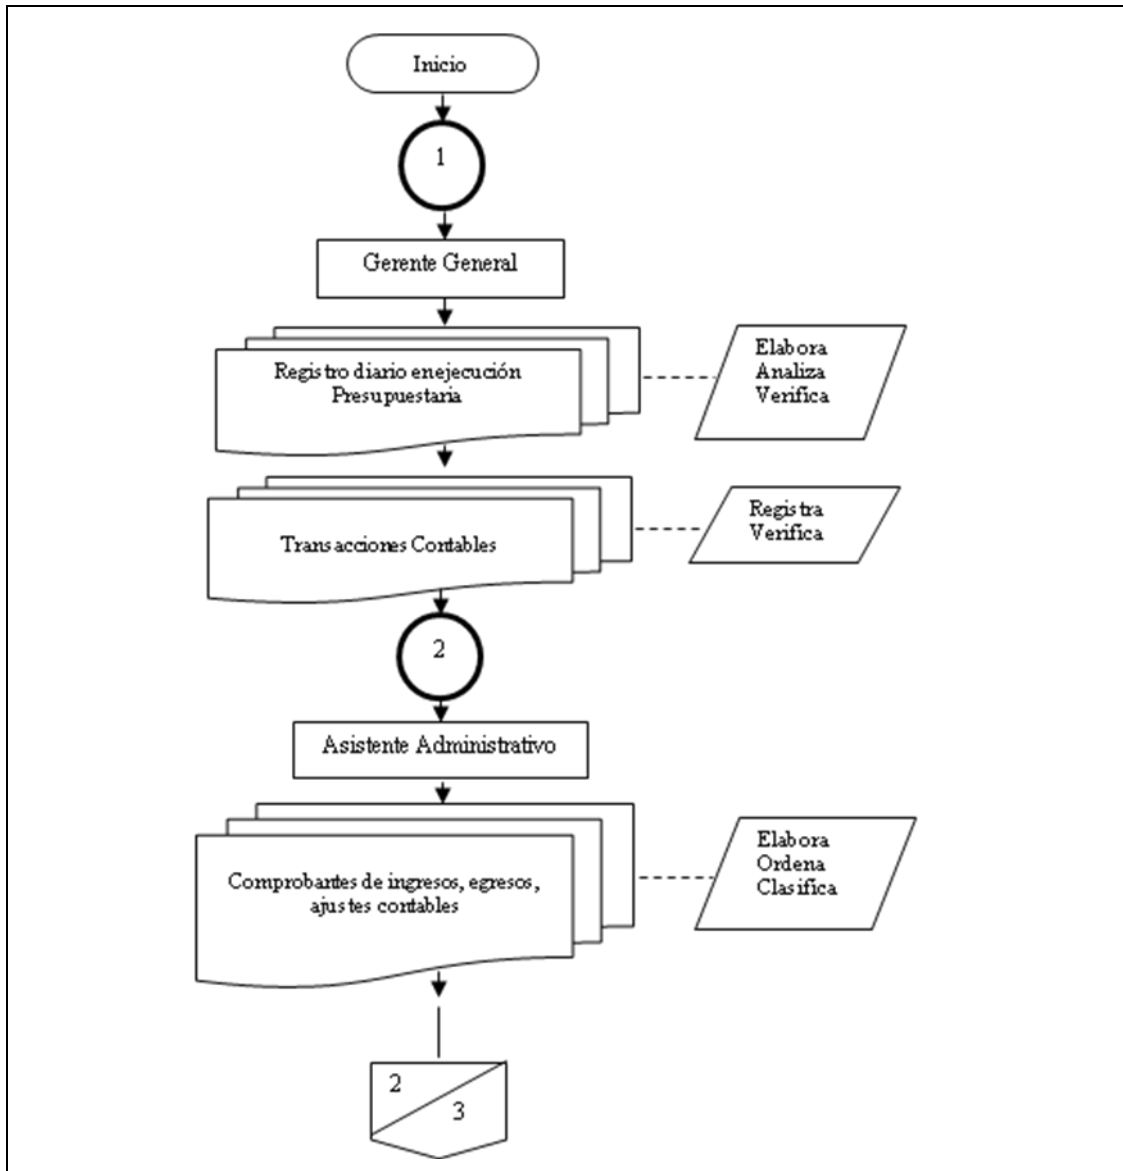 Inicio
1
Gerente General
Registro diario enejecución
Presupuestaria
Elabora
Analiza
Verifica
Transacciones Contables
Registra
Verifica
2
Asistente Administrativo
Comprobantes de ingresos, egresos,
ajustes contables
Elabora
Ordena
Clasifica
2
3